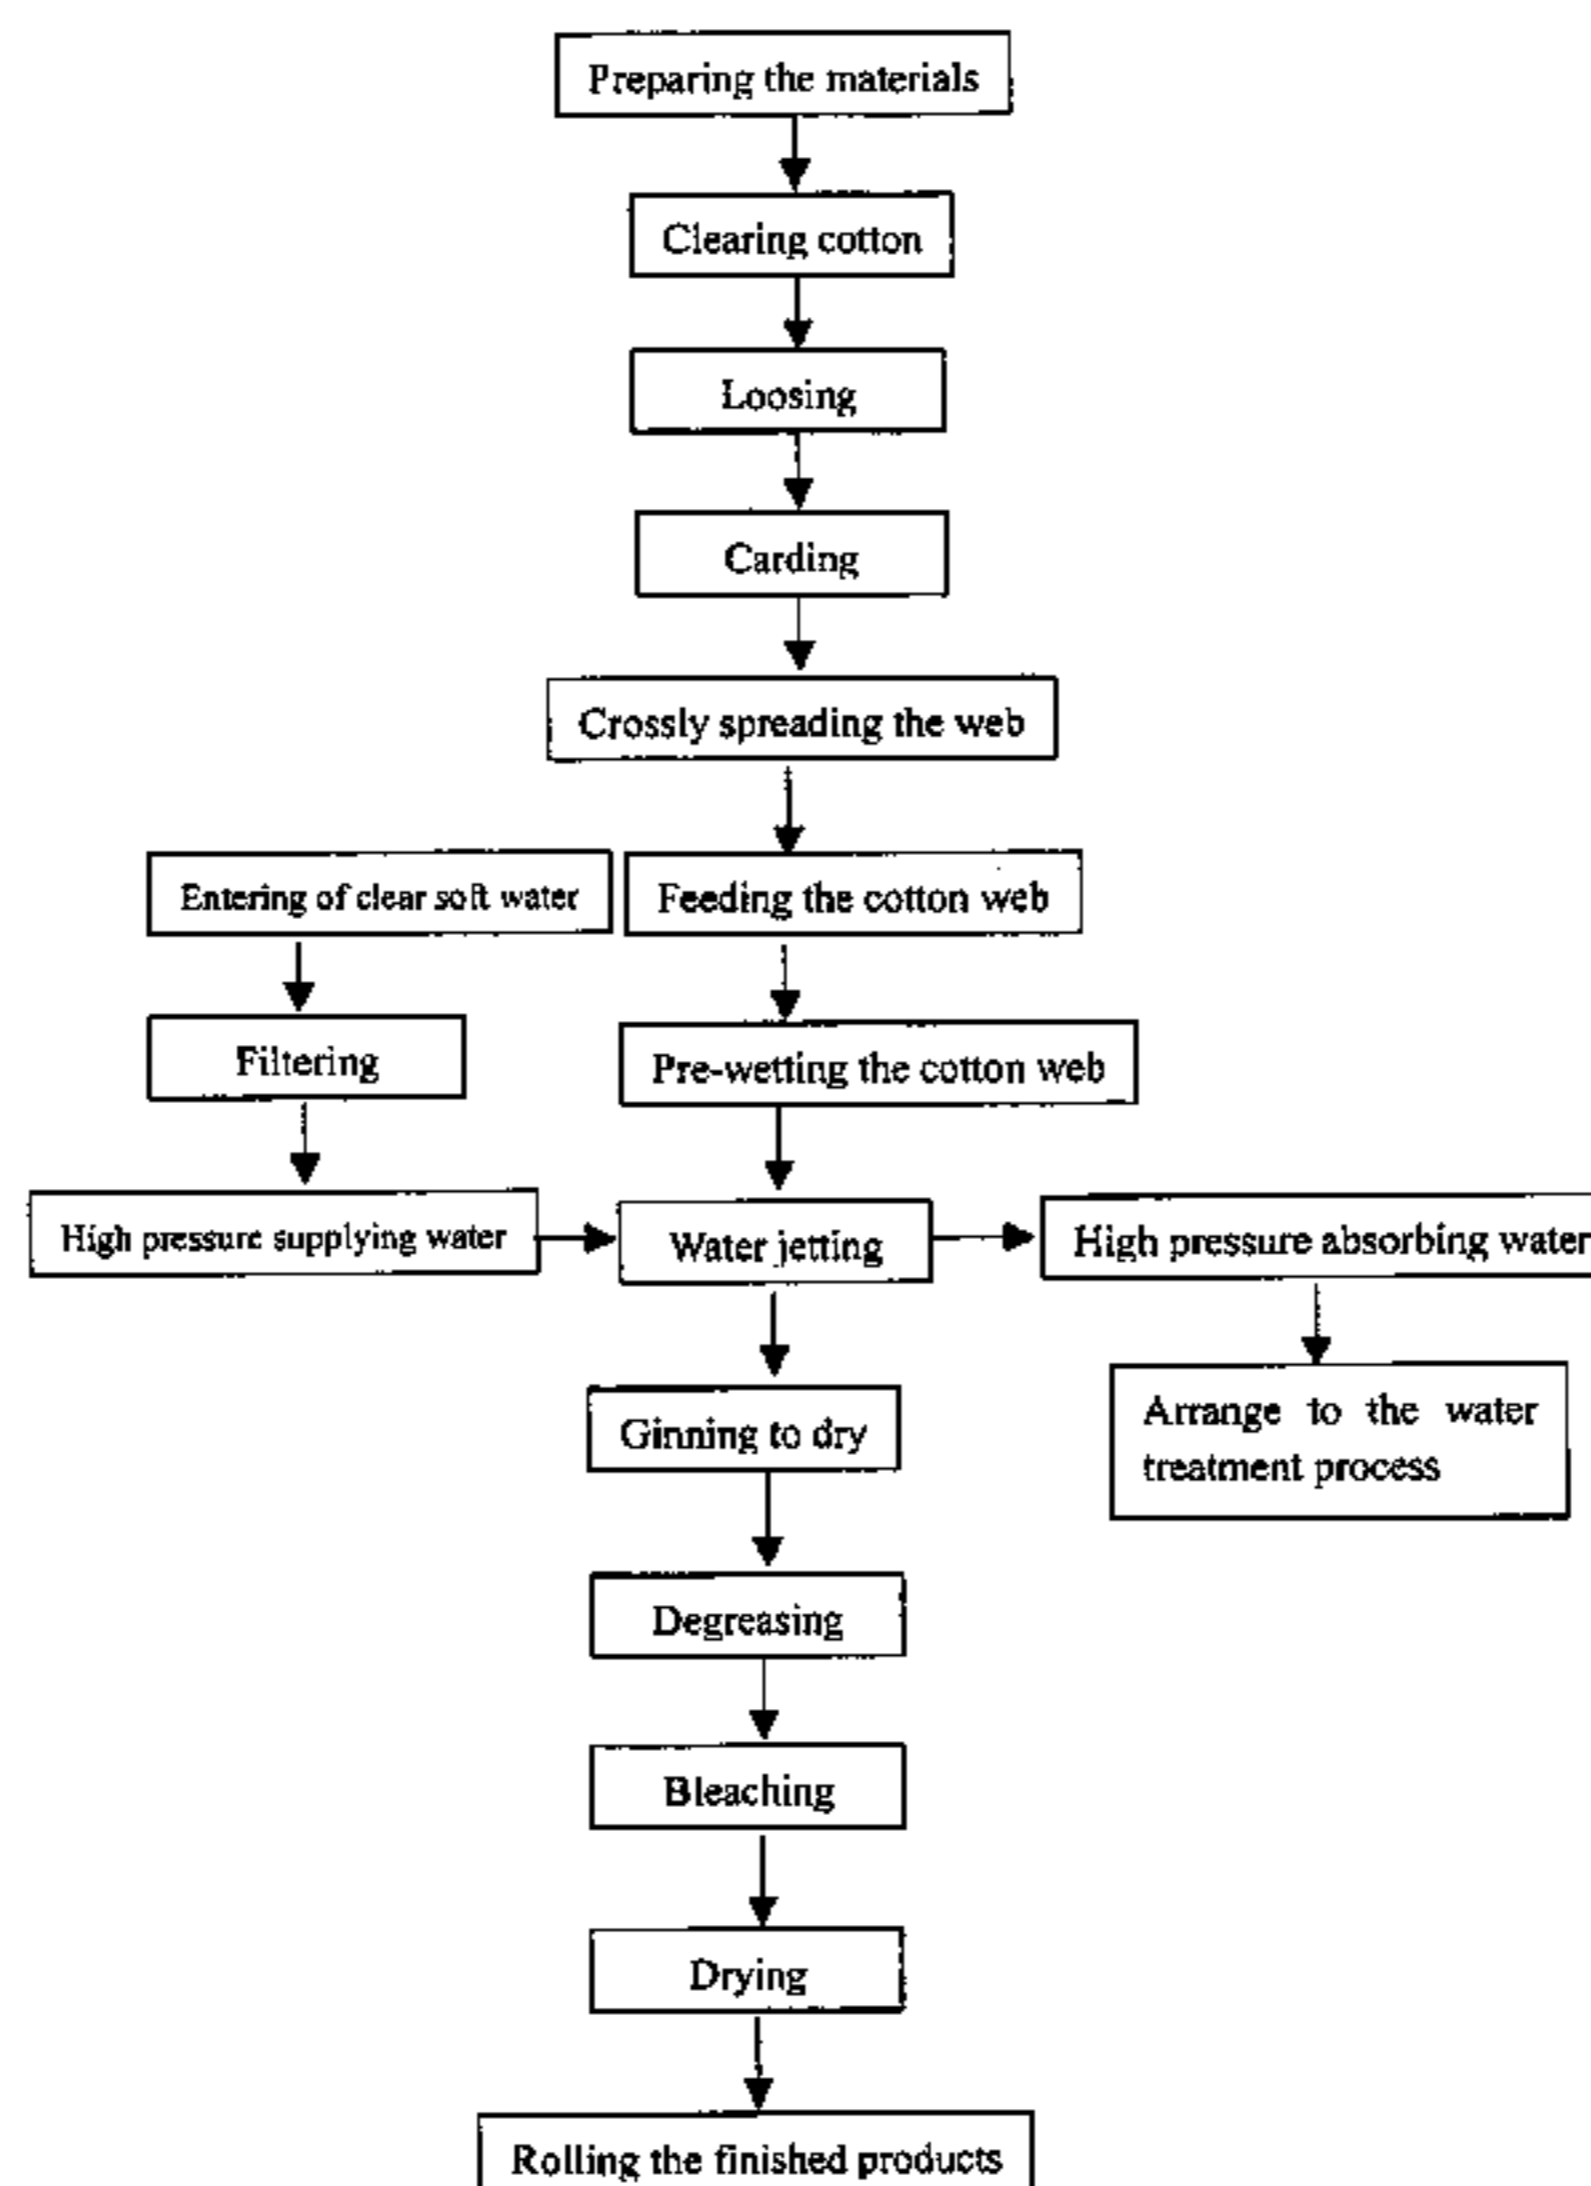 Preparing the materials
Clearing cotton
Loosing
Carding
Crossly spreading the web
Entering of clear soft water
Feeding the cotton web
Filtering
Pre-wetting the cotton web
High pressure supplying water
Water jetting
High pressure absorbing water
Arrange to the water
treatment process
Ginning to dry
Degreasing
Bleaching
Drying
Rolling the finished products